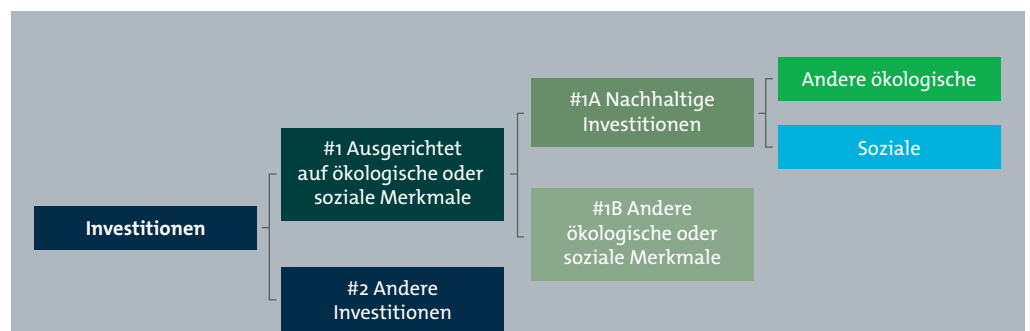 Investitionen
#1 Ausgerichtet
auf ökologische oder
soziale Merkmale
#2 Andere
Investitionen
#1A Nachhaltige
Investitionen
#1B Andere
ökologische oder
soziale Merkmale
Andere ökologische
Soziale